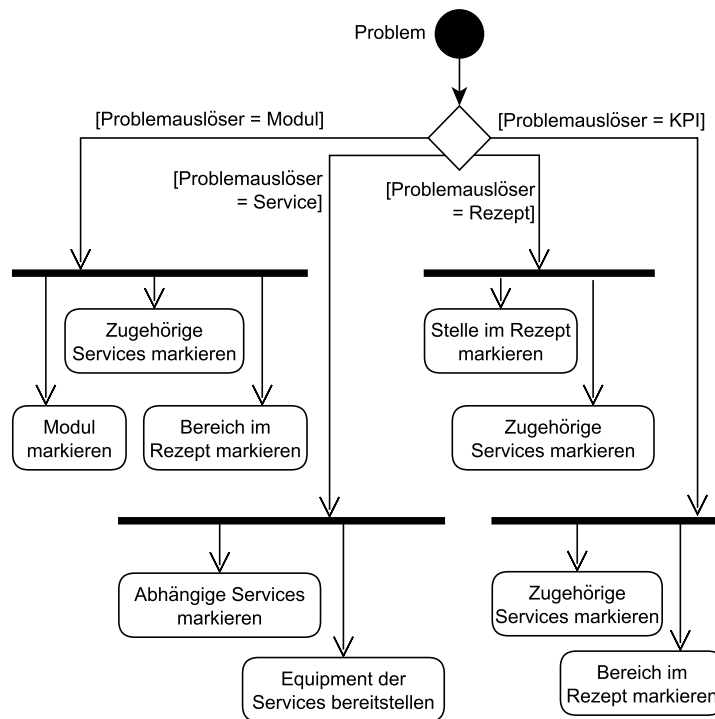 Problem
[Problemauslöser = Modul]
[Problemauslöser = KPI]
[Problemauslöser
= Service]
[Problemauslöser
= Rezept]
Zugehörige
Services markieren
Stelle im Rezept
markieren
Modul
markieren
Bereich im
Rezept markieren
Zugehörige
Services markieren
Abhängige Services
markieren
Zugehörige
Services markieren
Equipment der
Services bereitstellen
Bereich im
Rezept markieren